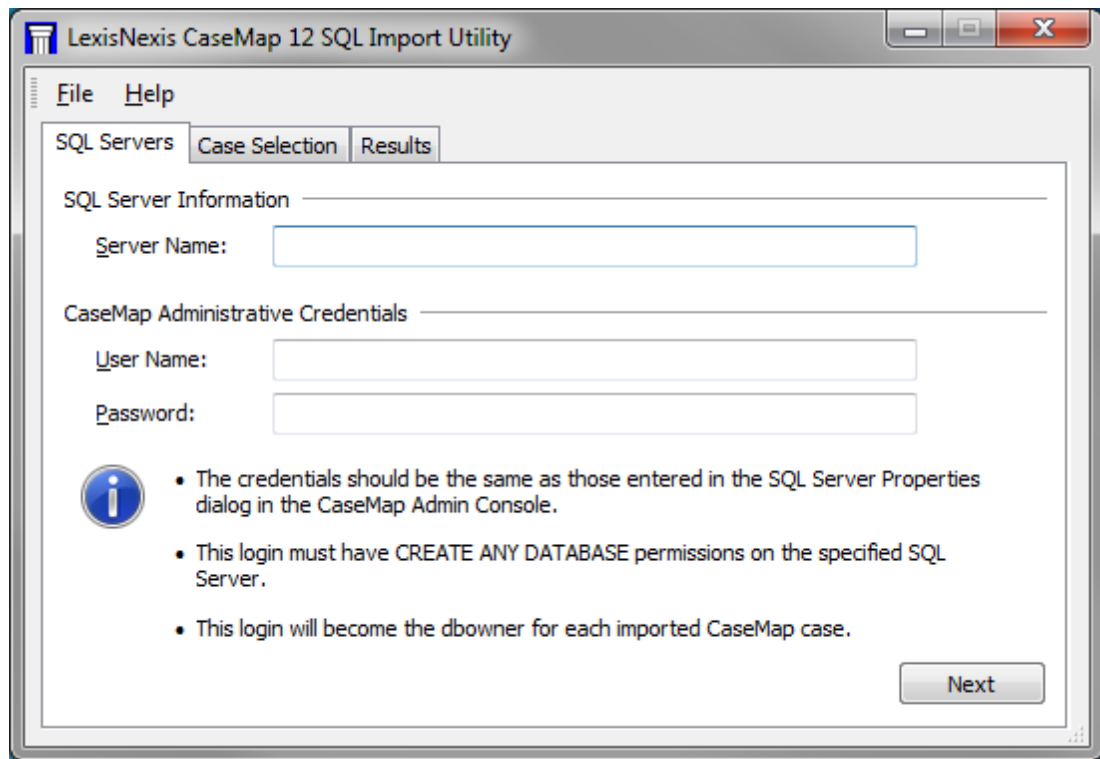 LexisNexis CaseMap 12 SQL Import Utility
File Help
SQL Servers Case Selection Results
SQL Server Information
Server Name:
CaseMap Administrative Credentials
User Name:
Password:
• The credentials should be the same as those entered in the SQL Server Properties
dialog in the CaseMap Admin Console.
• This login must have CREATE ANY DATABASE permissions on the specified SQL
Server.
• This login will become the dbowner for each imported CaseMap case.
Next